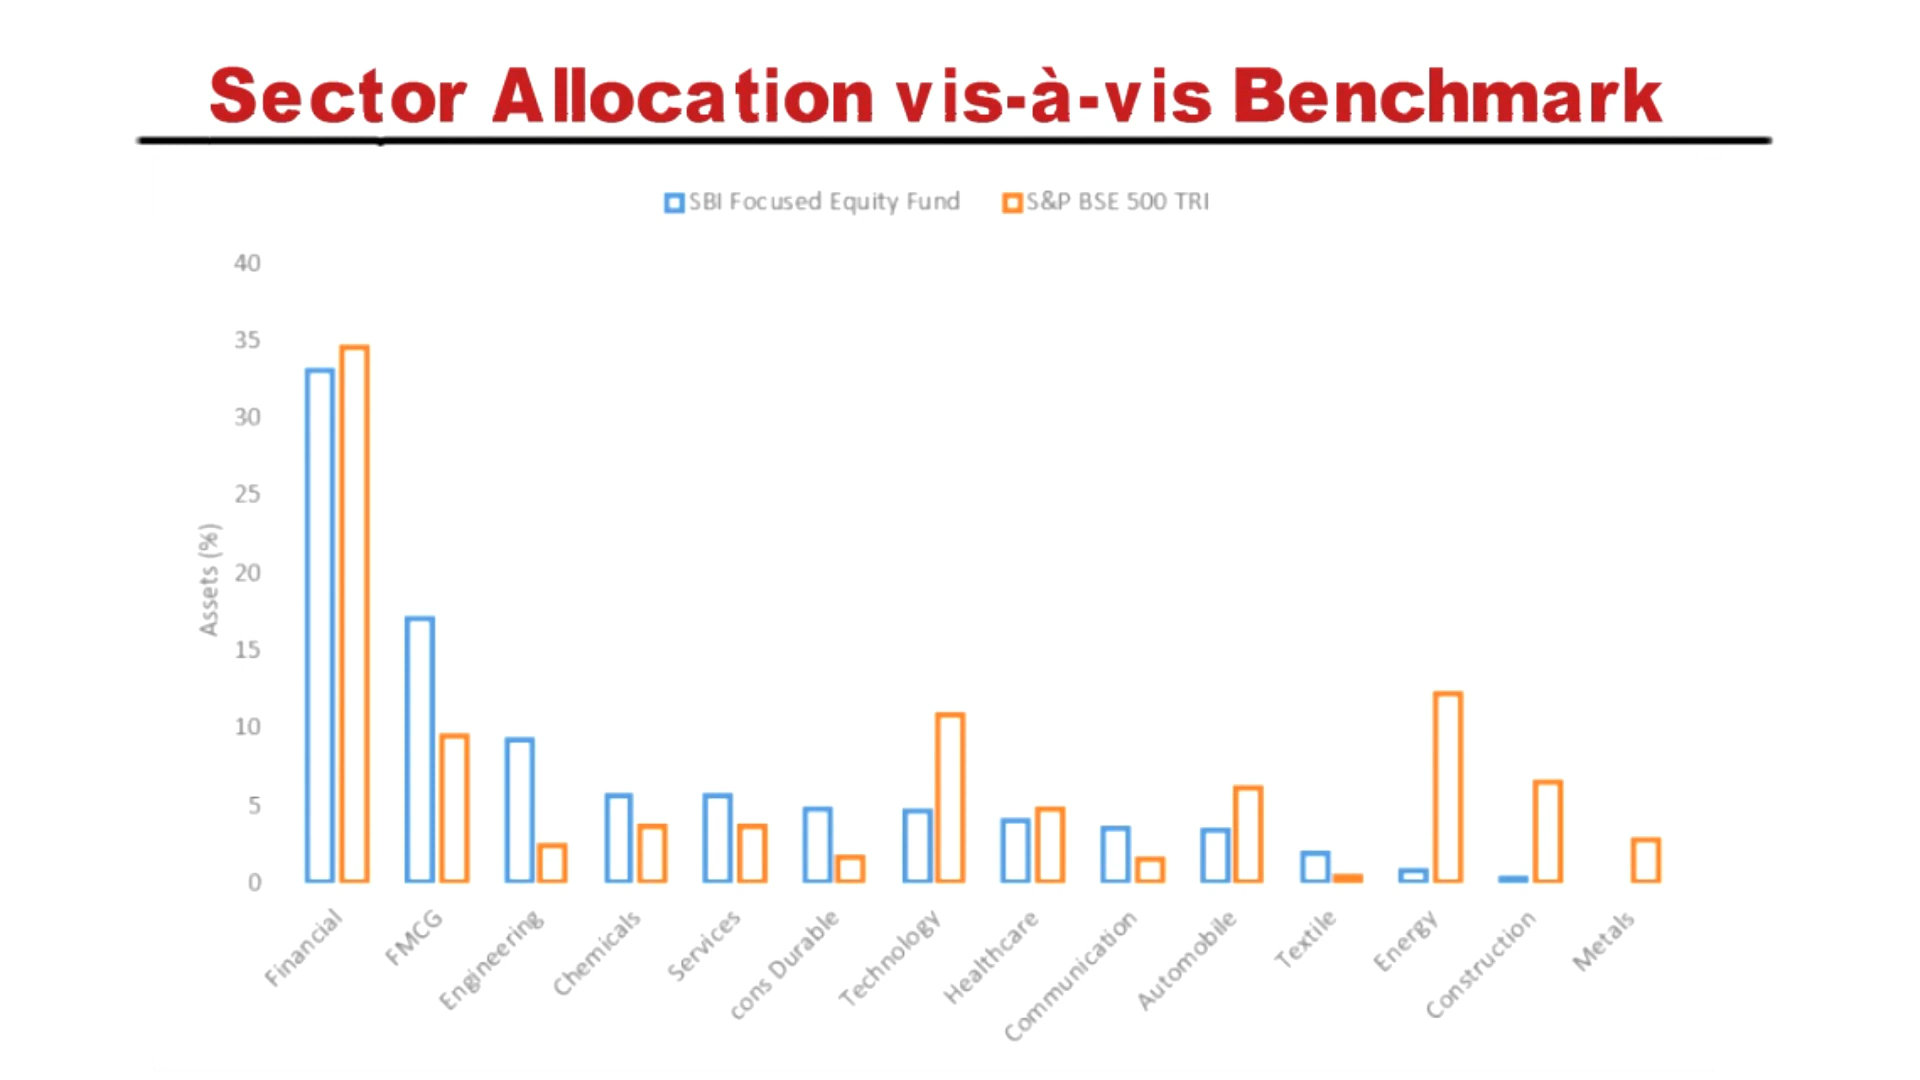 Sector Allocation vis-à-vis Benchmark
SBI Focused Equity Fund S&P BSE 500 TRI
40
35
30
25
20
15
10
5
0
Assets (%)
Financial FMCG Engineering Chemicals Services cons Durable Technology Healthcare Communication Automobile Textile Energy Construction Metals